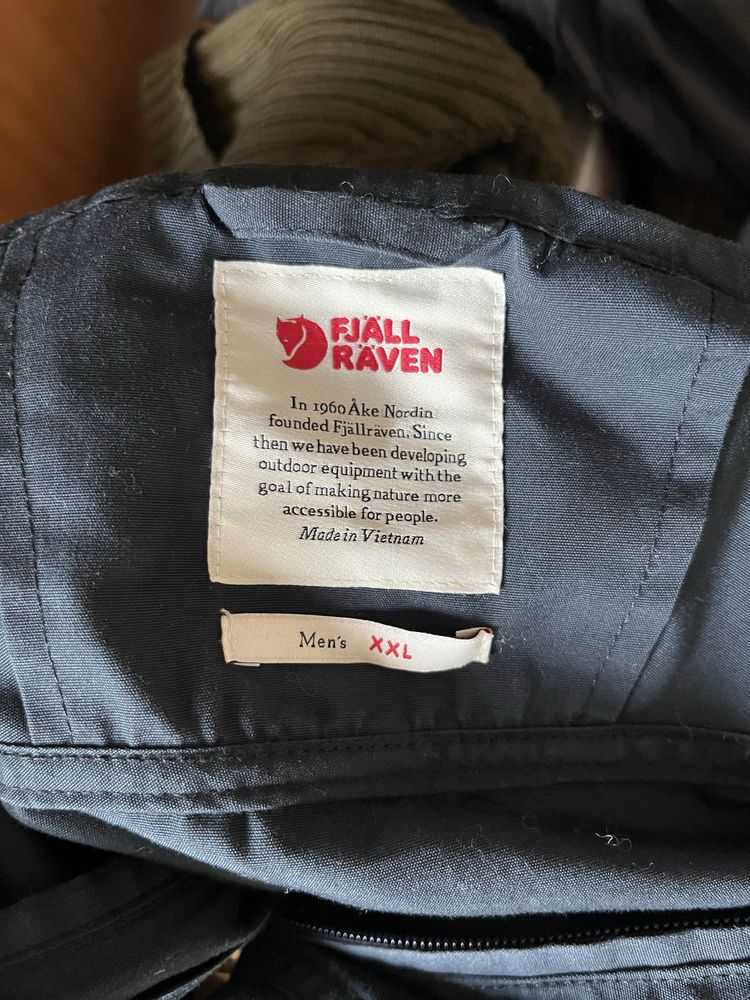 FJÄLL
RÄVEN
In 1960 Åke Nordin
founded Fjällräven. Since
then we have been developing
outdoor equipment with the
goal of making nature more
accessible for people.
Made in Vietnam
Men's XXL